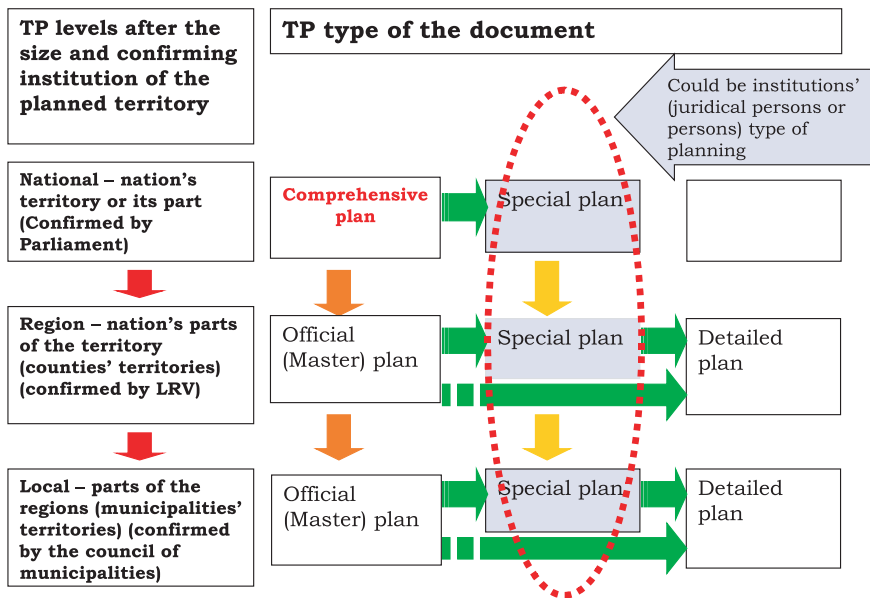 TP levels after the
size and confirming
institution of the
planned territory
TP type of the document
Could be institutions’
(juridical persons or
persons) type of
planning
National – nation’s
territory or its part
(Confirmed by
Parliament)
Comprehensive
plan
Special plan
Region – nation’s parts
of the territory
(counties’ territories)
(confirmed by LRV)
Official
(Master) plan
Special plan
Detailed
plan
Local – parts of the
regions (municipalities’
territories) (confirmed
by the council of
municipalities)
Official
(Master) plan
Special plan
Detailed
plan